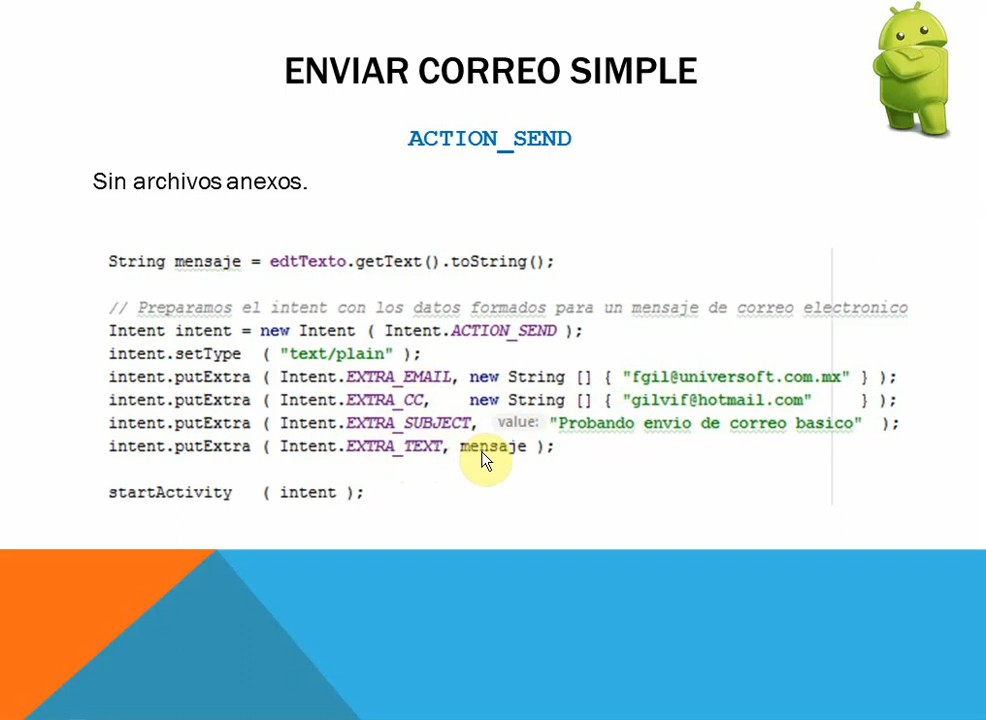 ENVIAR CORREO SIMPLE
ACTION_SEND
Sin archivos anexos.
String mensaje = edtTexto.getText().toString();
// Preparamos el intent con los datos formados para un mensaje de correo electronico
Intent intent = new Intent ( Intent.ACTION_SEND );
intent.setType ( "text/plain" );
intent.putExtra ( Intent.EXTRA_EMAIL, new String [] { "fgil@universoft.com.mx" } );
intent.putExtra ( Intent.EXTRA_CC, new String [] { "gilvif@hotmail.com" } );
intent.putExtra ( Intent.EXTRA_SUBJECT, value: "Probando envio de correo basico" );
intent.putExtra ( Intent.EXTRA_TEXT, mensaje );
startActivity ( intent );